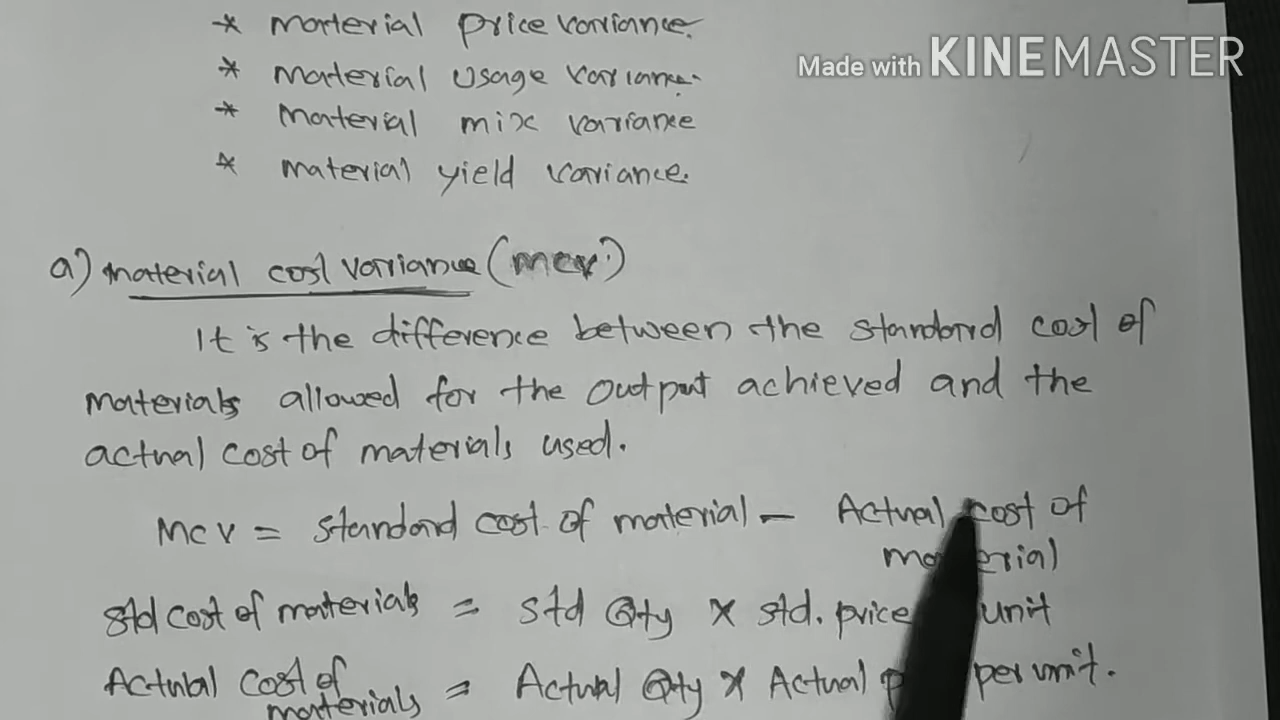 * Material price variance.
Made with KINEMASTER
* Material usage variance.
* Material mix variance
* Material yield variance.
a) Material cost variance (mcv)
It is the difference between the standard cost of
Materials allowed for the output achieved and the
actual cost of materials used.
MCV = Standard cost of material - Actual cost of
material
Std cost of materials = Std Qty × Std. price unit
Actual cost of
materials = Actual Qty × Actual per unit.